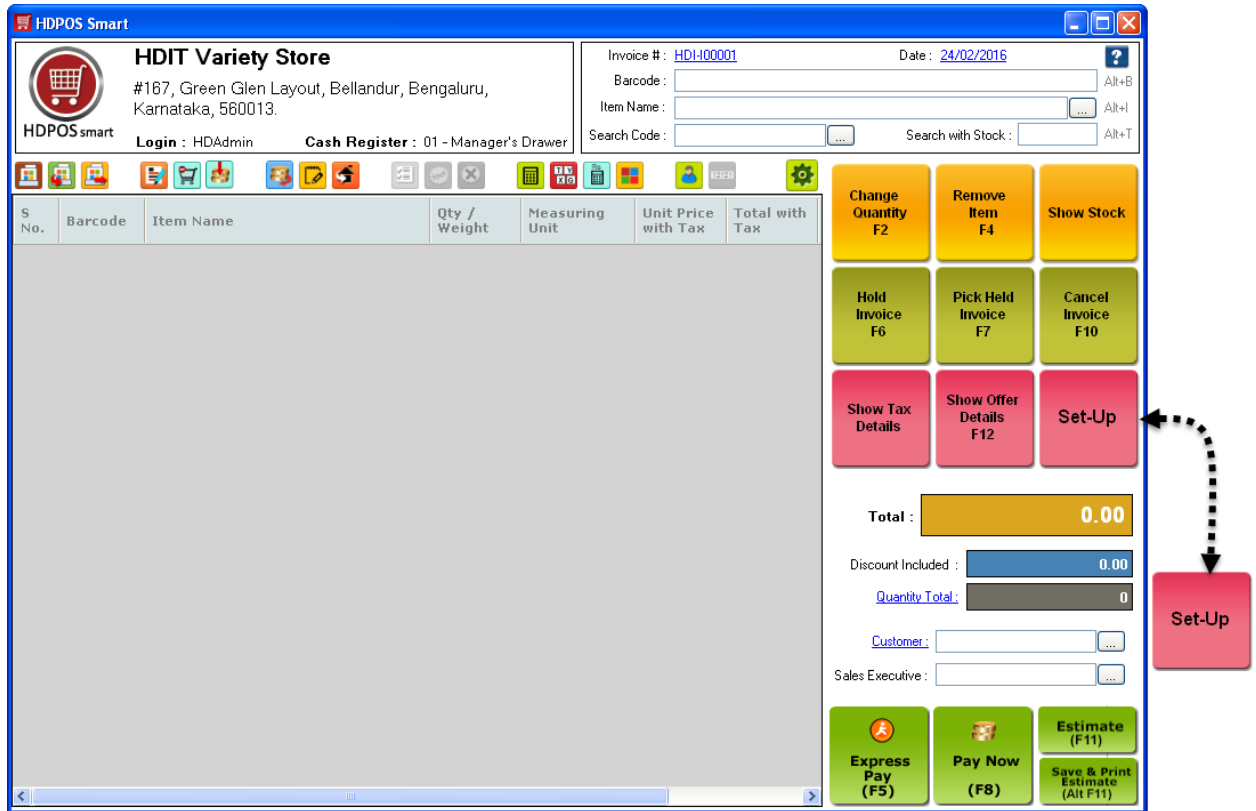 HDPOS Smart
HDIT Variety Store
#167, Green Glen Layout, Bellandur, Bengaluru,
Karnataka, 560013.
HDPOS smart
Login : HDAdmin Cash Register : 01 - Manager's Drawer
Invoice # : HDI-I00001 Date : 24/02/2016 ?
Barcode : Alt+B
Item Name : ... Alt+I
Search Code : ... Search with Stock : Alt+T
S No. Barcode Item Name Qty / Weight Measuring Unit Unit Price with Tax Total with Tax
Change
Quantity
F2
Remove
Item
F4
Show Stock
Hold
Invoice
F6
Pick Held
Invoice
F7
Cancel
Invoice
F10
Show Tax
Details
Show Offer
Details
F12
Set-Up
Total : 0.00
Discount Included : 0.00
Quantity Total : 0
Set-Up
Customer : ...
Sales Executive : ...
Express
Pay
(F5)
Pay Now
(F8)
Estimate
(F11)
Save & Print
Estimate
(Alt F11)